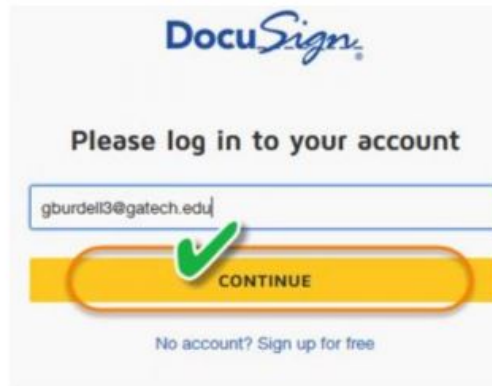 DocuSign
Please log in to your account
gburdell3@gatech.edu
CONTINUE
No account? Sign up for free